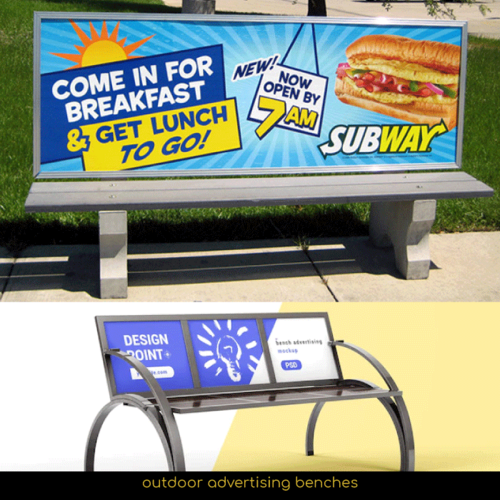 COME IN FOR
BREAKFAST
& GET LUNCH
TO GO!
NEW!
NOW
OPEN BY
7AM
SUBWAY
DESIGN
POINT+
bench advertising
mockup
PSD
outdoor advertising benches